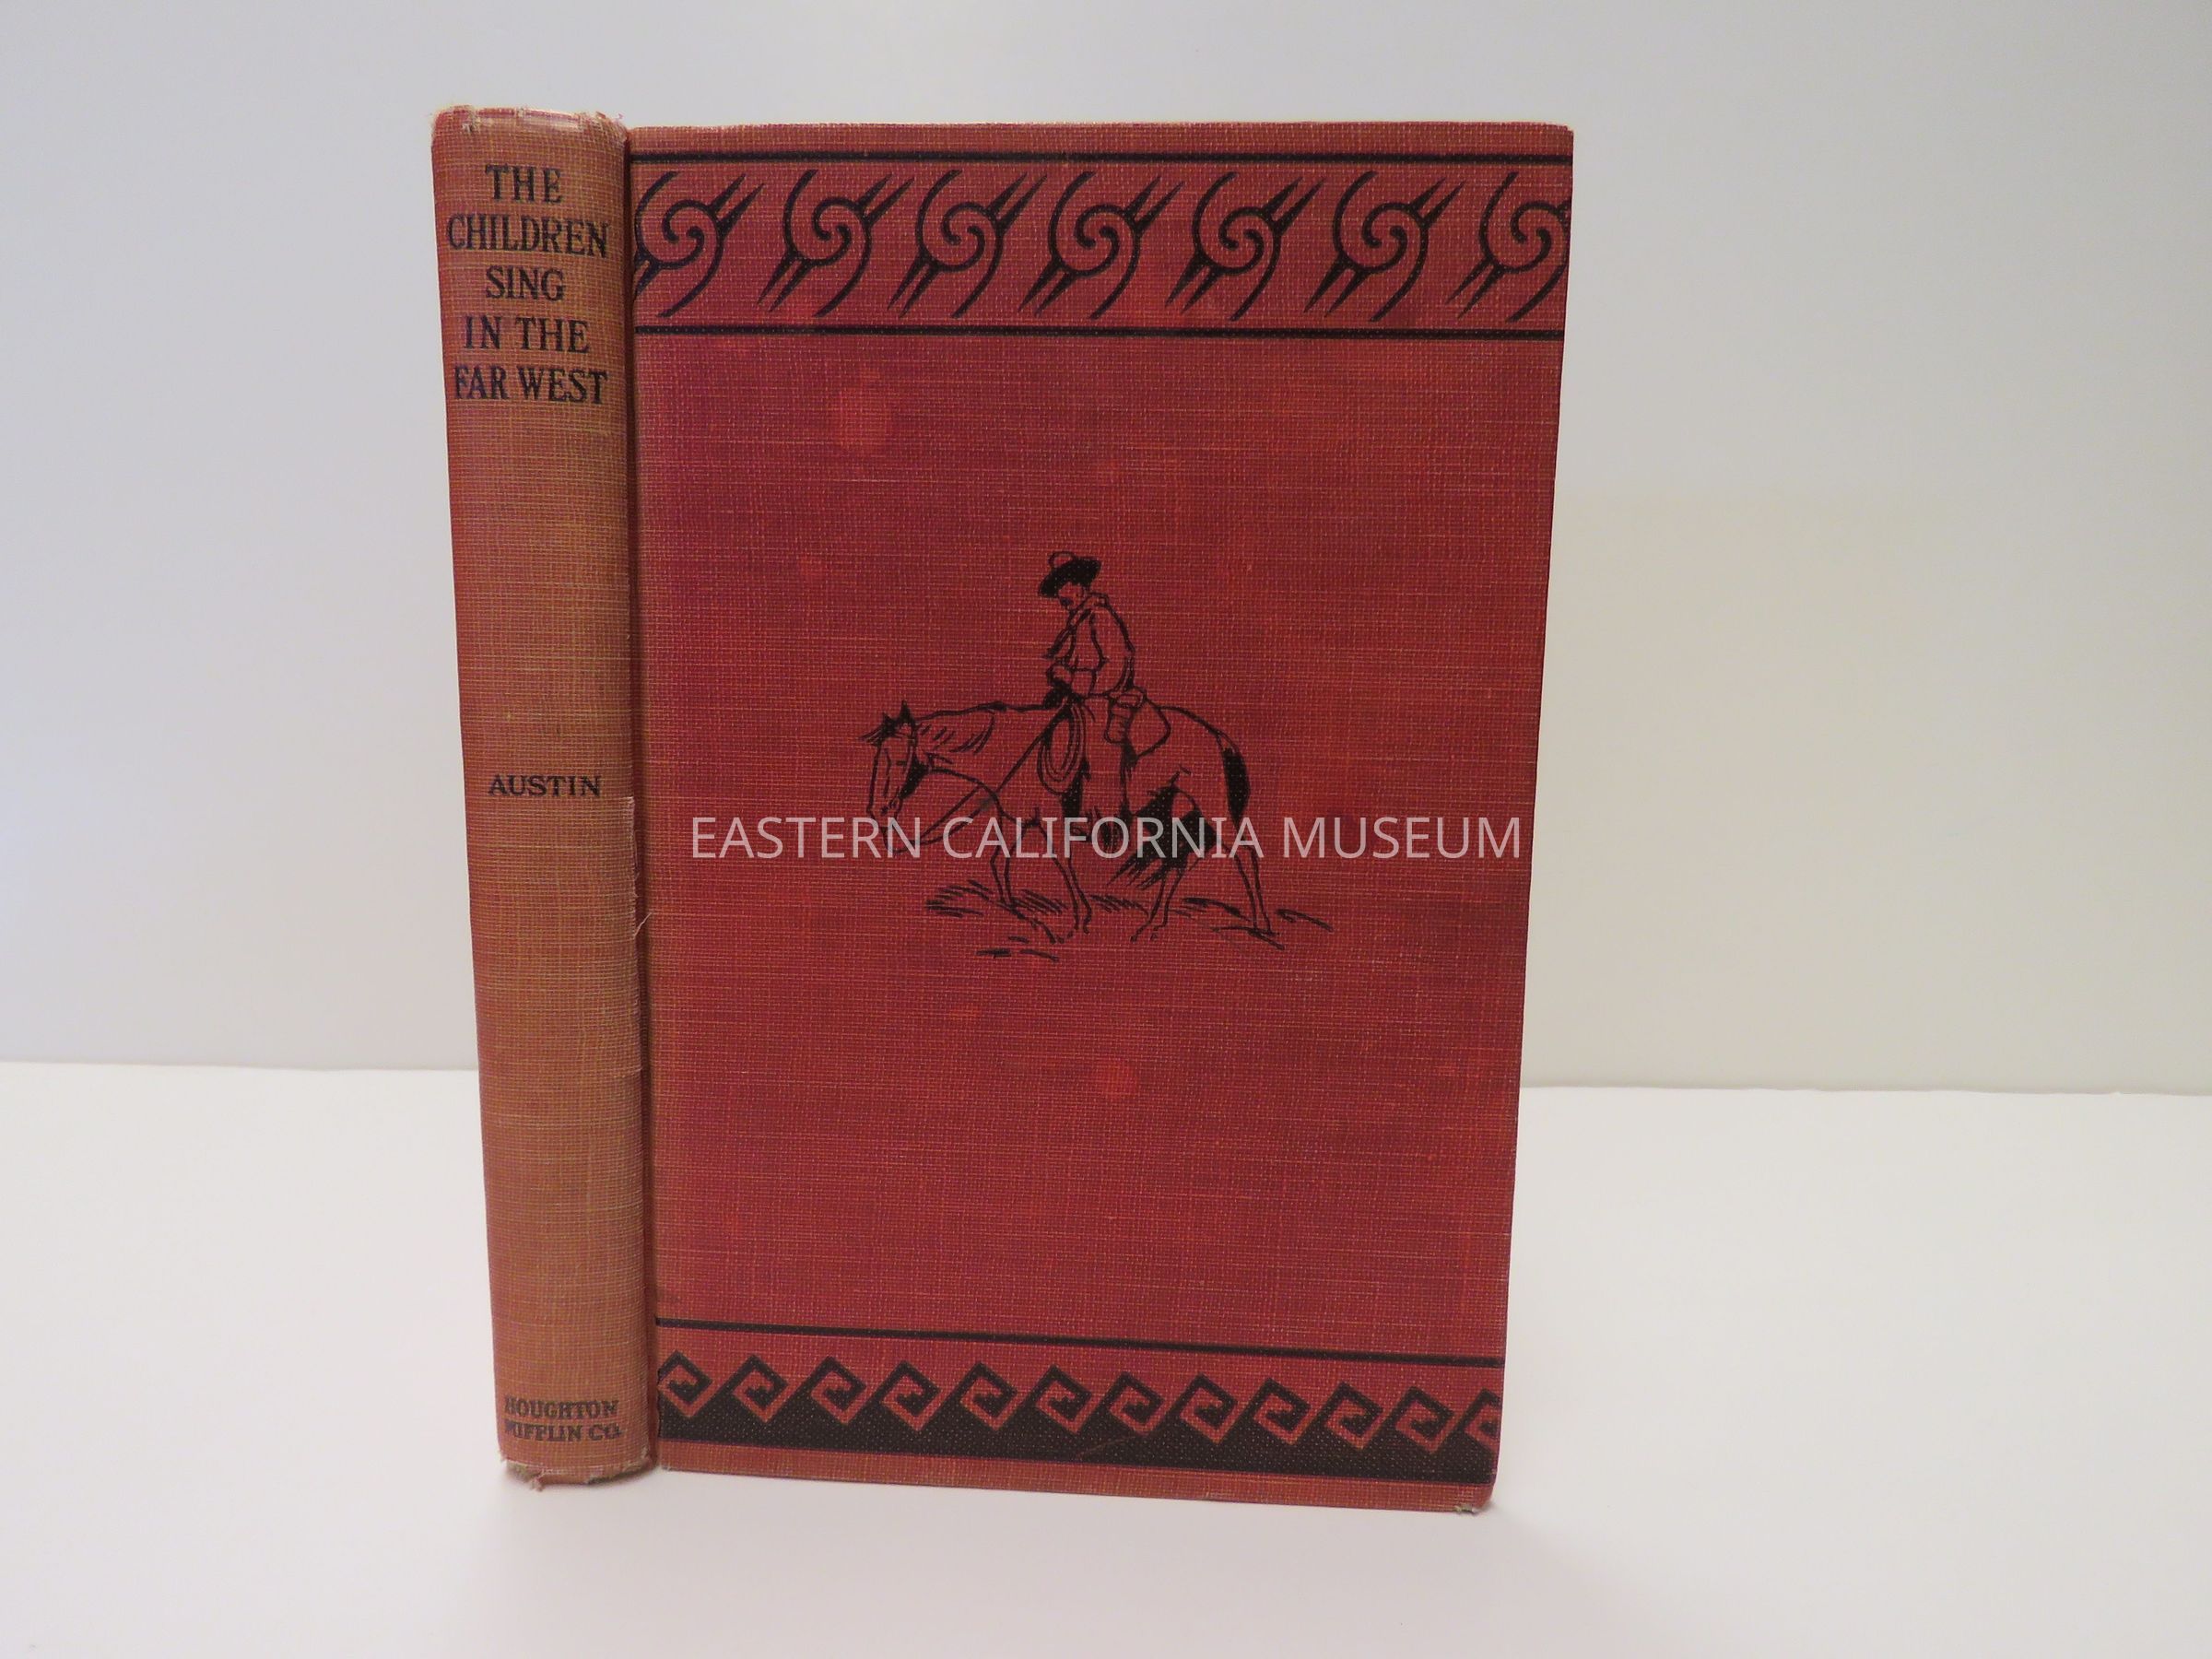 THE
CHILDREN
SING
IN THE
FAR WEST
AUSTIN
HOUGHTON
MIFFLIN CO.
EASTERN CALIFORNIA MUSEUM